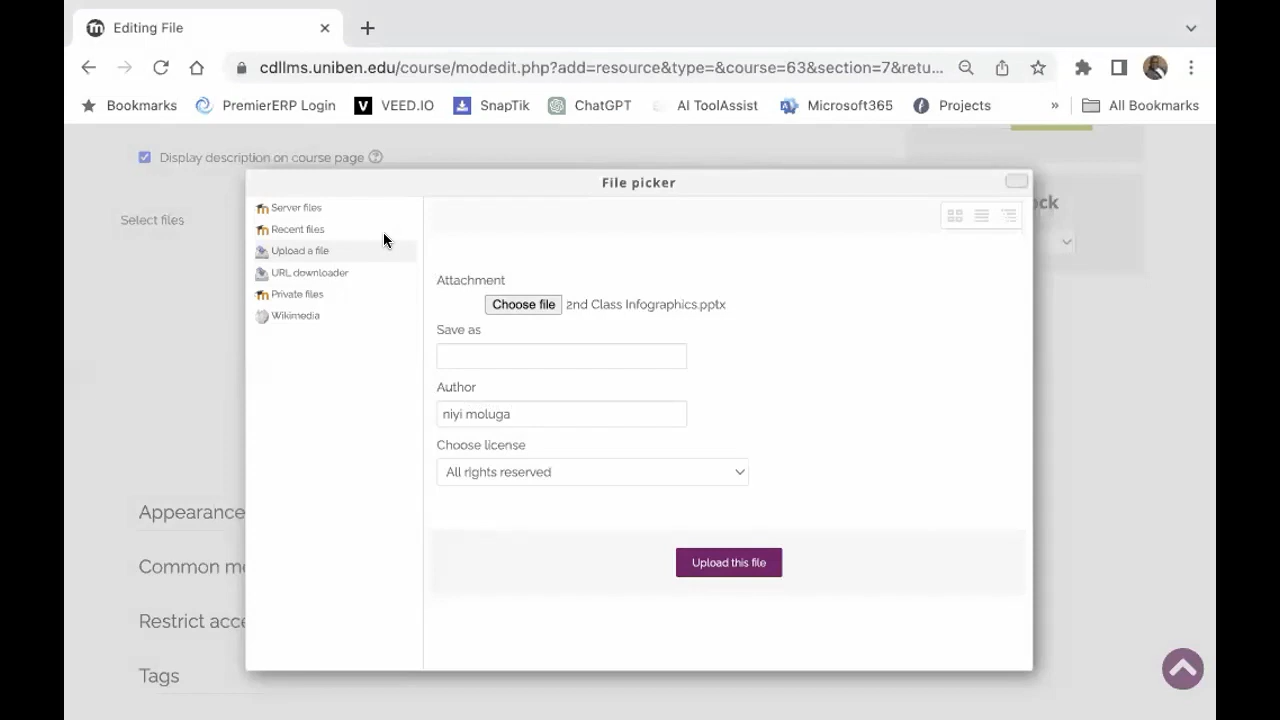 Editing File
cdllms.uniben.edu/course/modedit.php?add=resource&type=&course=63&section=7&retu...
Bookmarks PremierERP Login VEED.IO SnapTik ChatGPT AI ToolAssist Microsoft365 Projects » All Bookmarks
Display description on course page
File picker
Server files
Recent files
Upload a file
URL downloader
Private files
Wikimedia
Select files
ock
Attachment
Choose file 2nd Class Infographics.pptx
Save as
Author
niyi moluga
Choose license
All rights reserved
Upload this file
Appearance
Common mo
Restrict acce
Tags